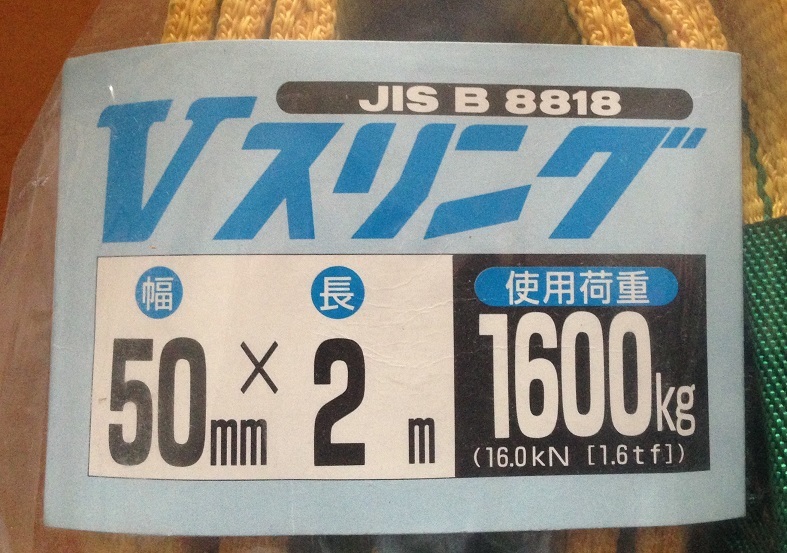 JIS B 8818
Vスリング
幅 長 使用荷重
50mm × 2 m 1600kg
(16.0kN [1.6tf])